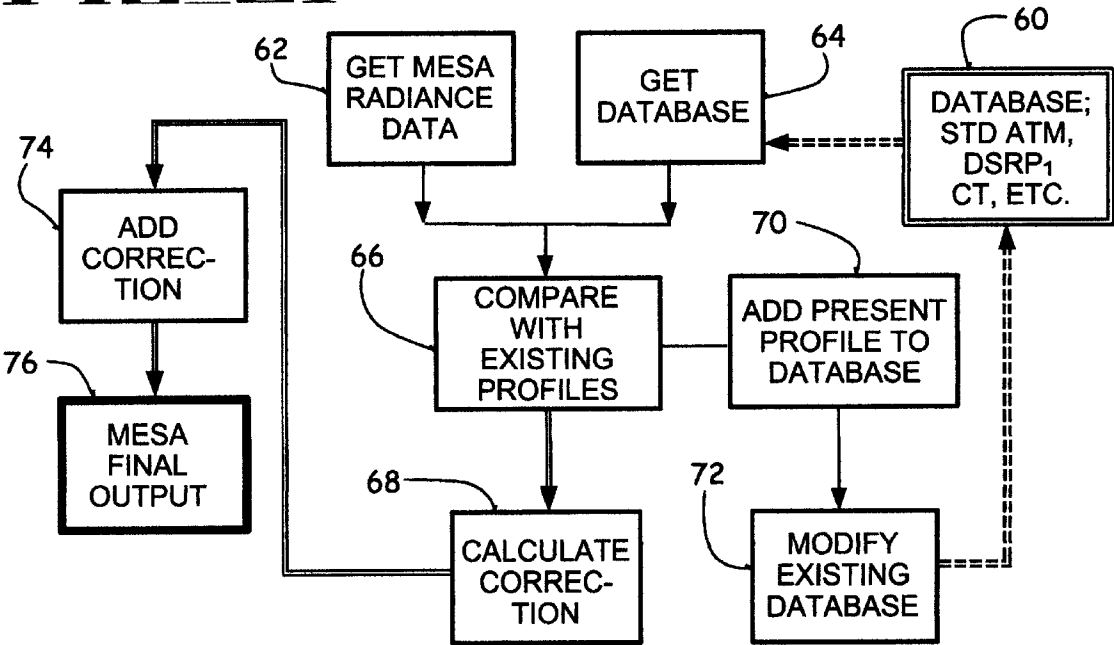 62
GET MESA
RADIANCE
DATA
64
GET
DATABASE
60
DATABASE;
STD ATM,
DSRP₁
CT, ETC.
74
ADD
CORREC-
TION
66
COMPARE
WITH
EXISTING
PROFILES
70
ADD PRESENT
PROFILE TO
DATABASE
76
MESA
FINAL
OUTPUT
68
CALCULATE
CORREC-
TION
72
MODIFY
EXISTING
DATABASE